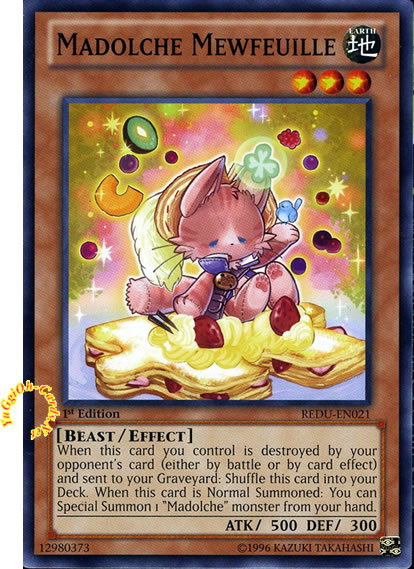 MADOLCHE MEWFEUILLE
EARTH
地
YuGiOh-Cards.Net
1st Edition
REDU-EN021
[BEAST/EFFECT]
When this card you control is destroyed by your
opponent's card (either by battle or by card effect)
and sent to your Graveyard: Shuffle this card into your
Deck. When this card is Normal Summoned: You can
Special Summon 1 "Madolche" monster from your hand.
ATK/ 500 DEF/ 300
12980373
©1996 KAZUKI TAKAHASHI